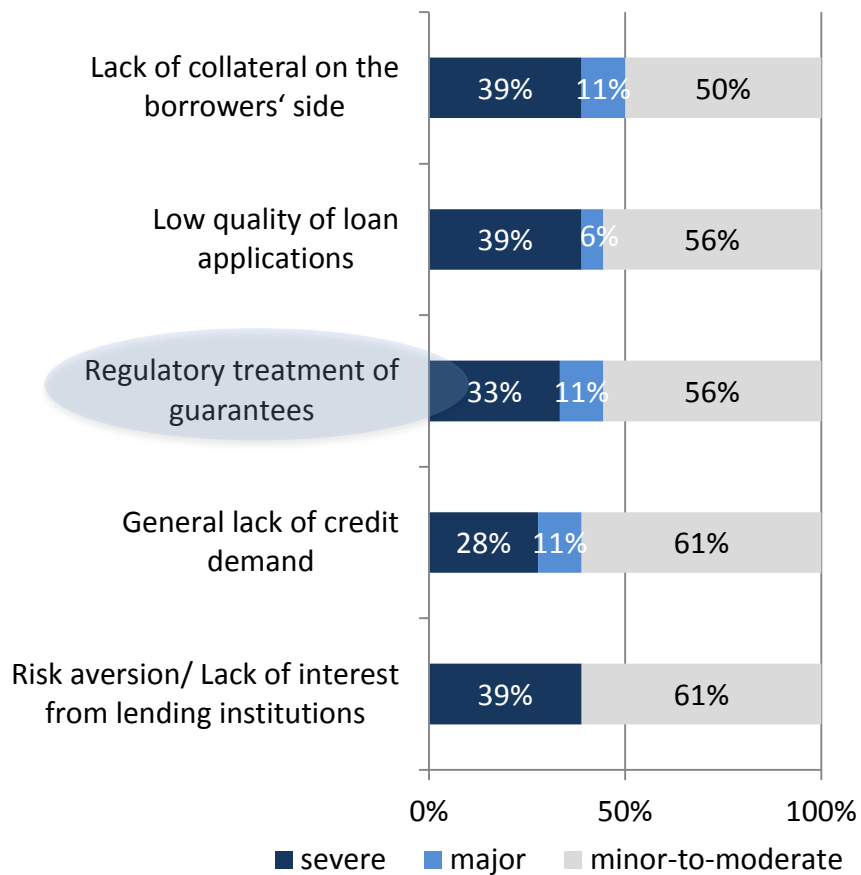 Lack of collateral on the
borrowers‘ side
39% 11% 50%
Low quality of loan
applications
39% 6% 56%
Regulatory treatment of
guarantees
33% 11% 56%
General lack of credit
demand
28% 11% 61%
Risk aversion/ Lack of interest
from lending institutions
39% 61%
0% 50% 100%
severe major minor-to-moderate